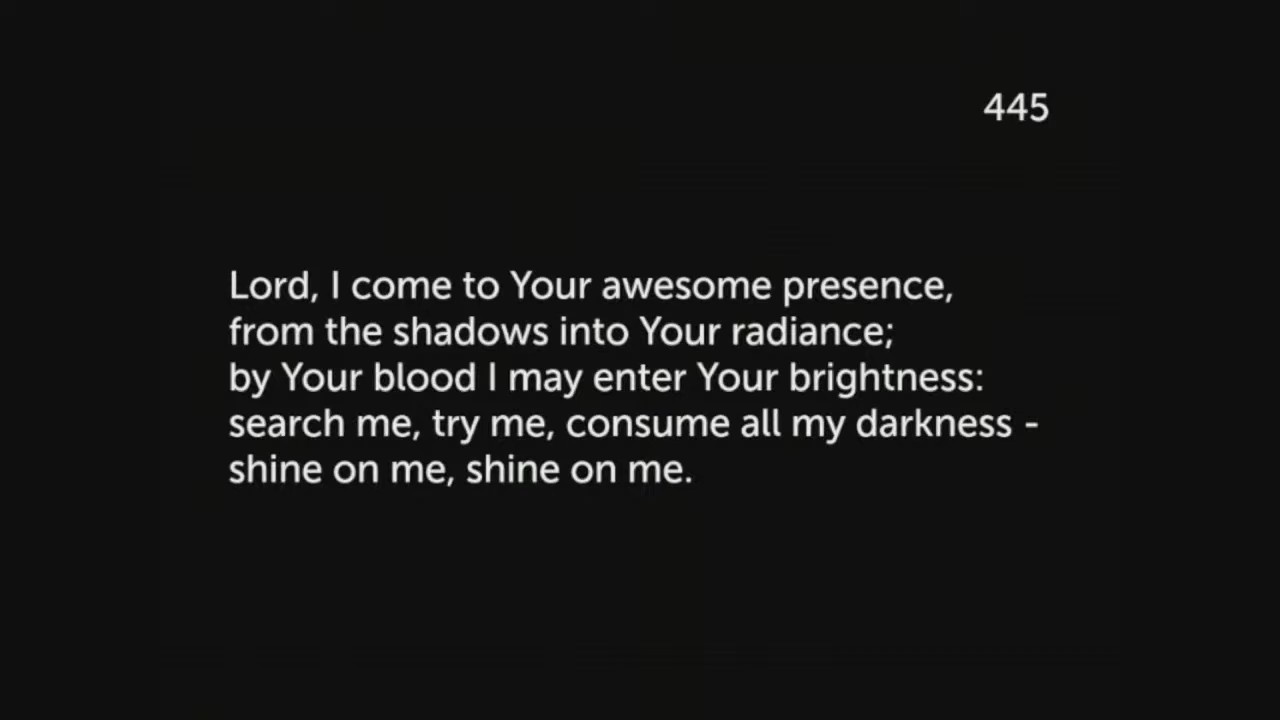 445
Lord, I come to Your awesome presence,
from the shadows into Your radiance;
by Your blood I may enter Your brightness:
search me, try me, consume all my darkness -
shine on me, shine on me.